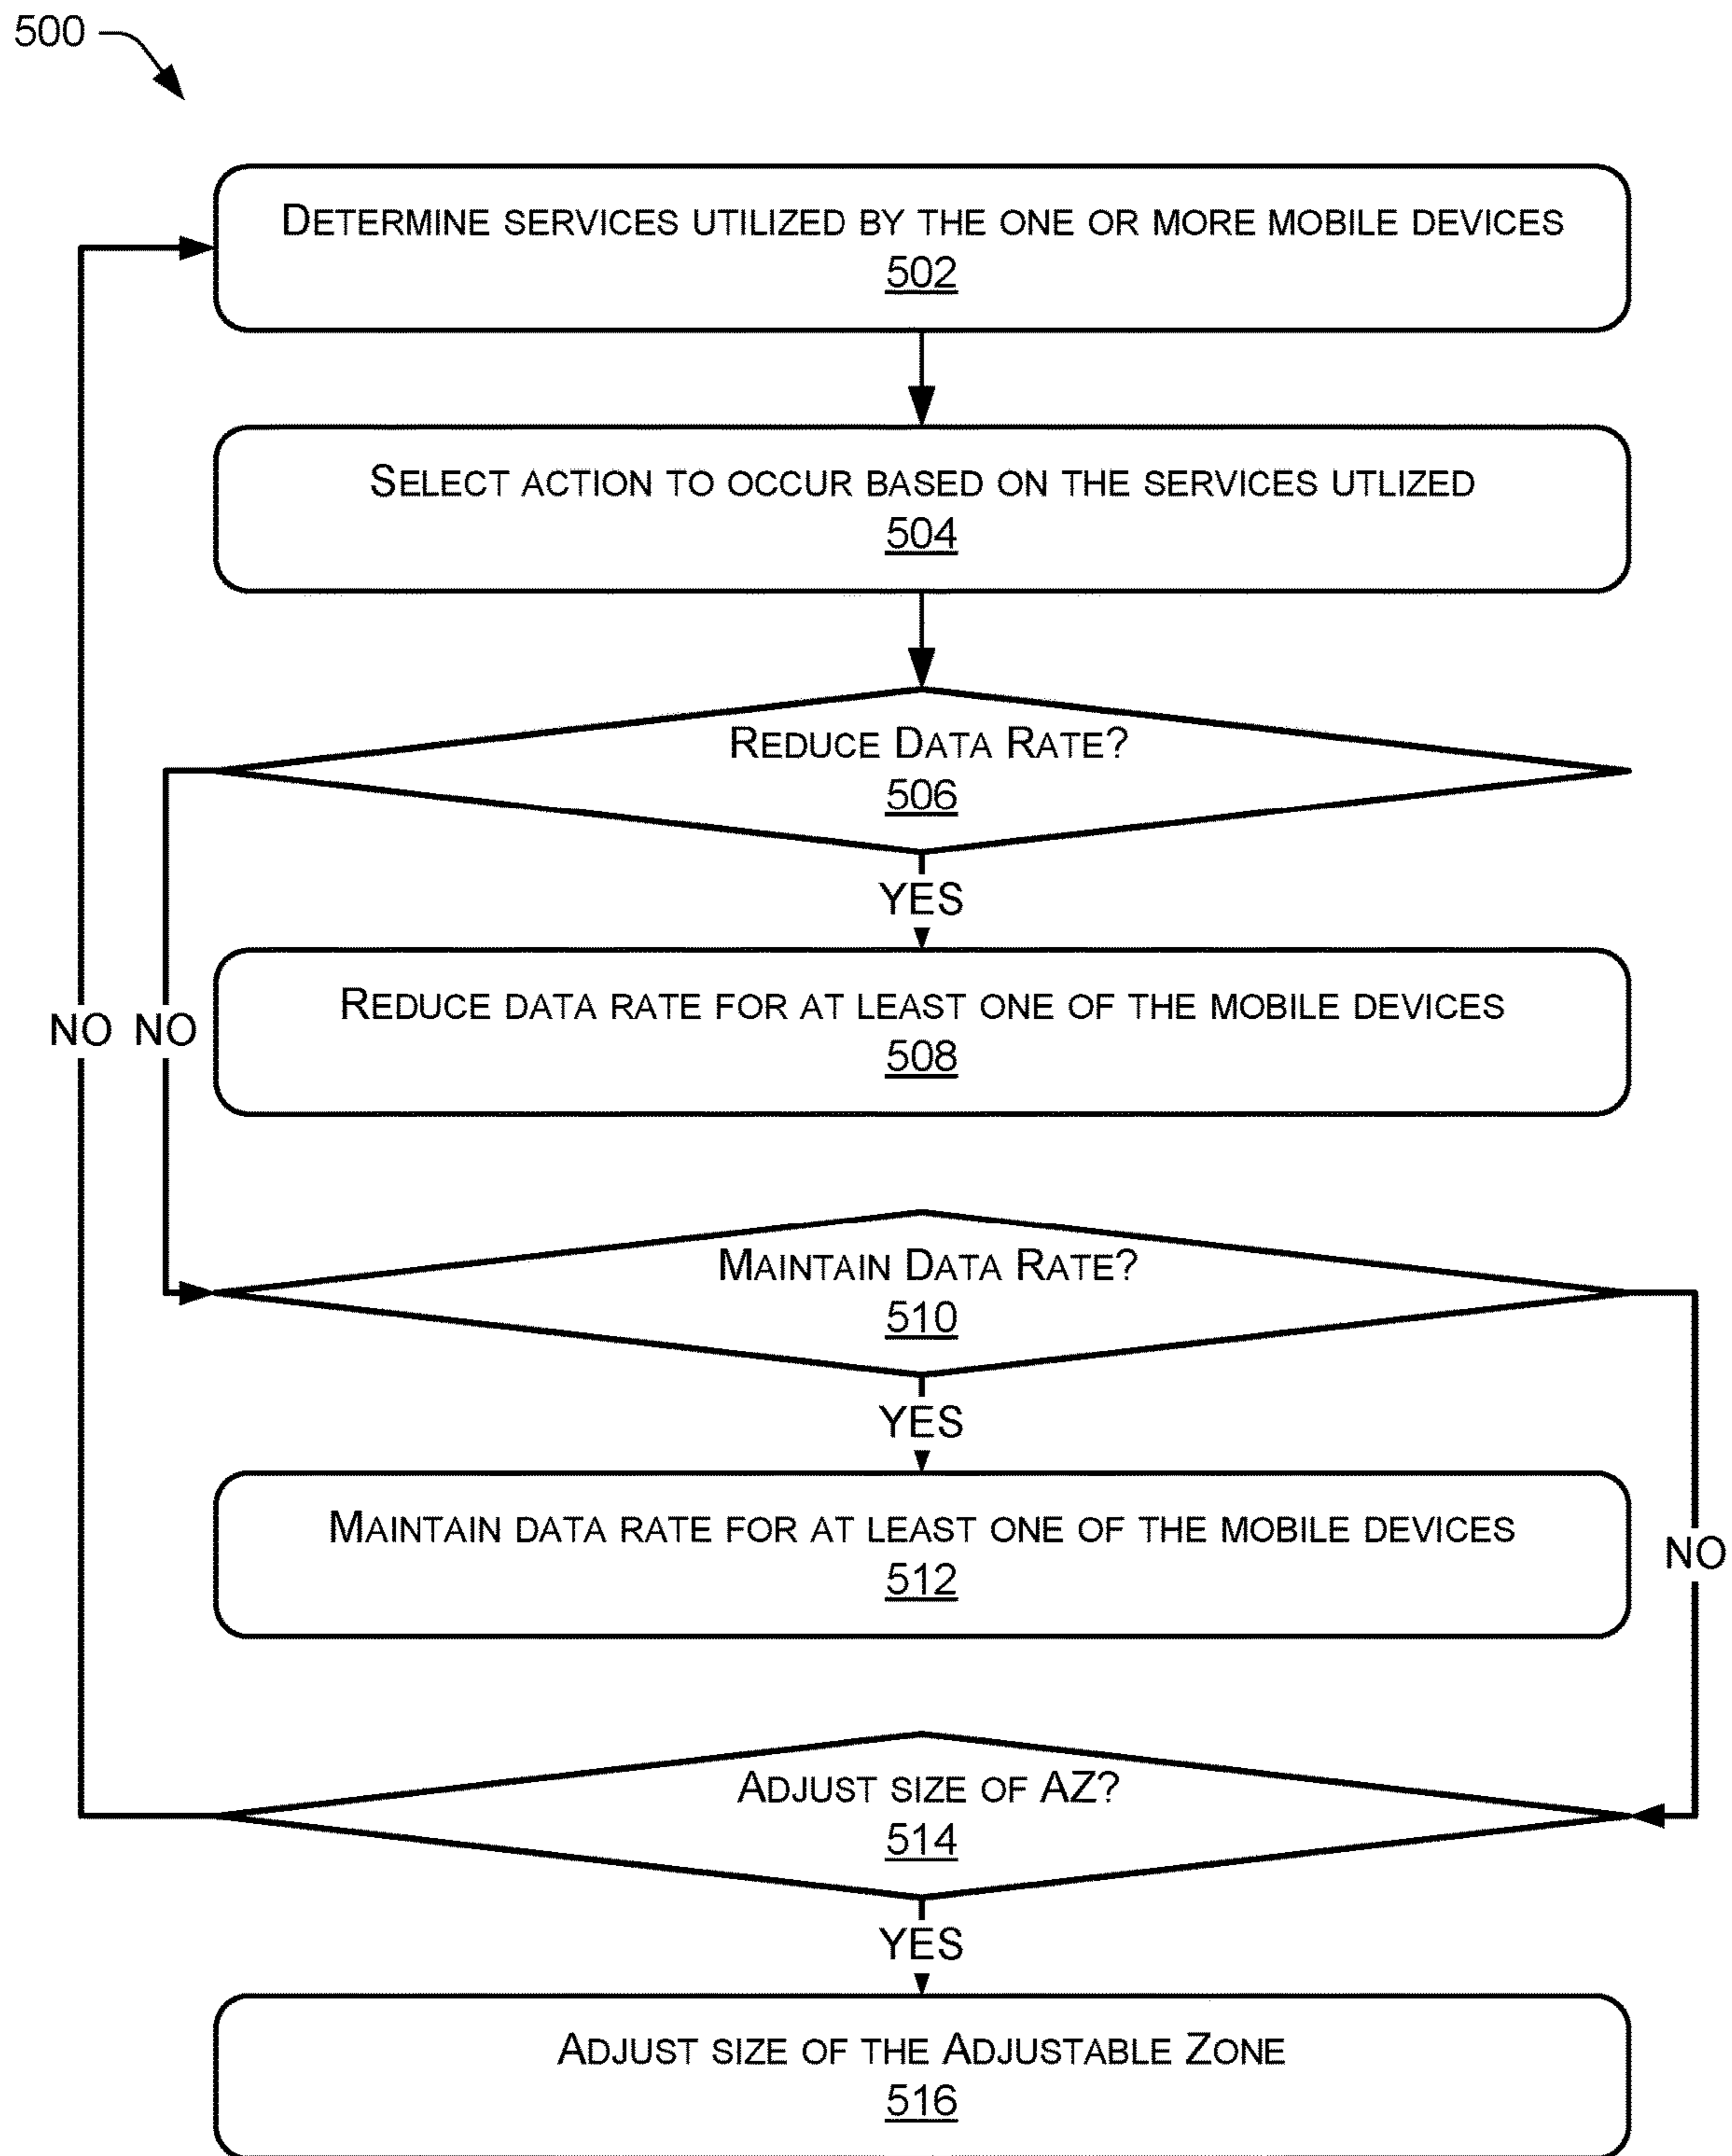 500
DETERMINE SERVICES UTILIZED BY THE ONE OR MORE MOBILE DEVICES
502
SELECT ACTION TO OCCUR BASED ON THE SERVICES UTLIZED
504
REDUCE DATA RATE?
506
YES
REDUCE DATA RATE FOR AT LEAST ONE OF THE MOBILE DEVICES
508
NO NO
MAINTAIN DATA RATE?
510
YES
MAINTAIN DATA RATE FOR AT LEAST ONE OF THE MOBILE DEVICES
512
NO
ADJUST SIZE OF AZ?
514
YES
ADJUST SIZE OF THE ADJUSTABLE ZONE
516